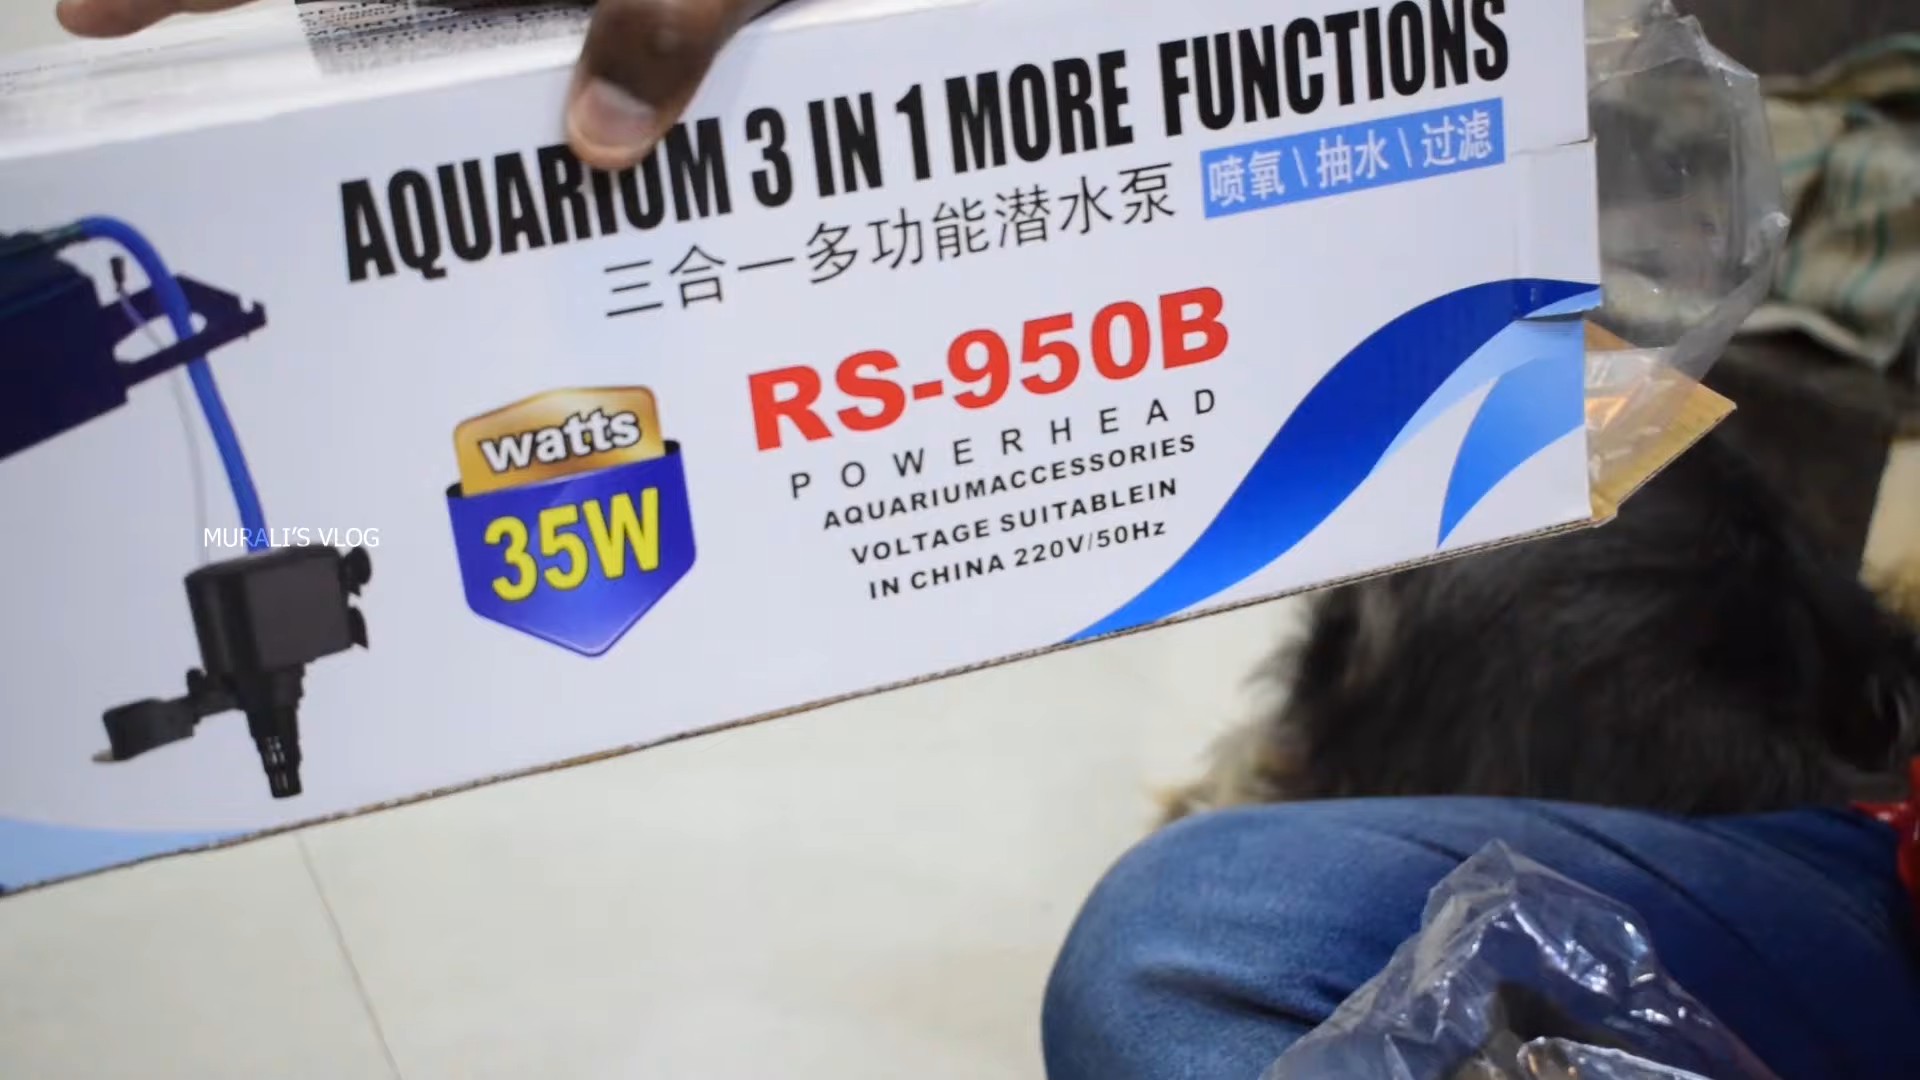 AQUARIUM 3 IN 1 MORE FUNCTIONS
三合一多功能潜水泵 喷氧\抽水\过滤
RS-950B
watts
35W
POWERHEAD
AQUARIUMACCESSORIES
VOLTAGE SUITABLEIN
IN CHINA 220V/50Hz
MURALI'S VLOG